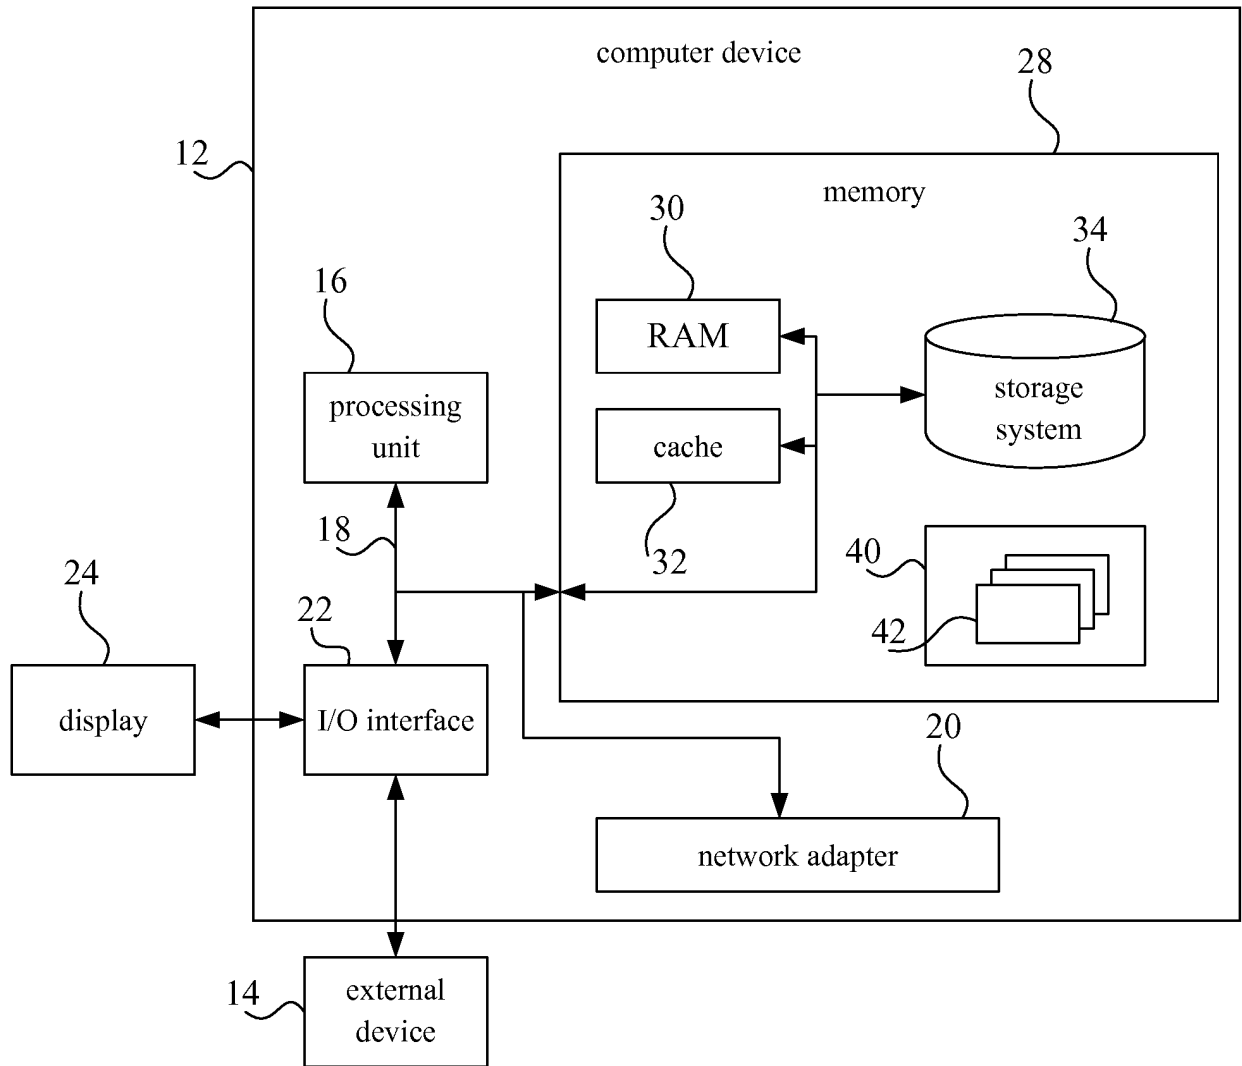 computer device
28
12
memory
30
34
16
RAM
storage
system
processing
unit
cache
18
32
40
24
22
42
display
I/O interface
20
network adapter
14
external
device